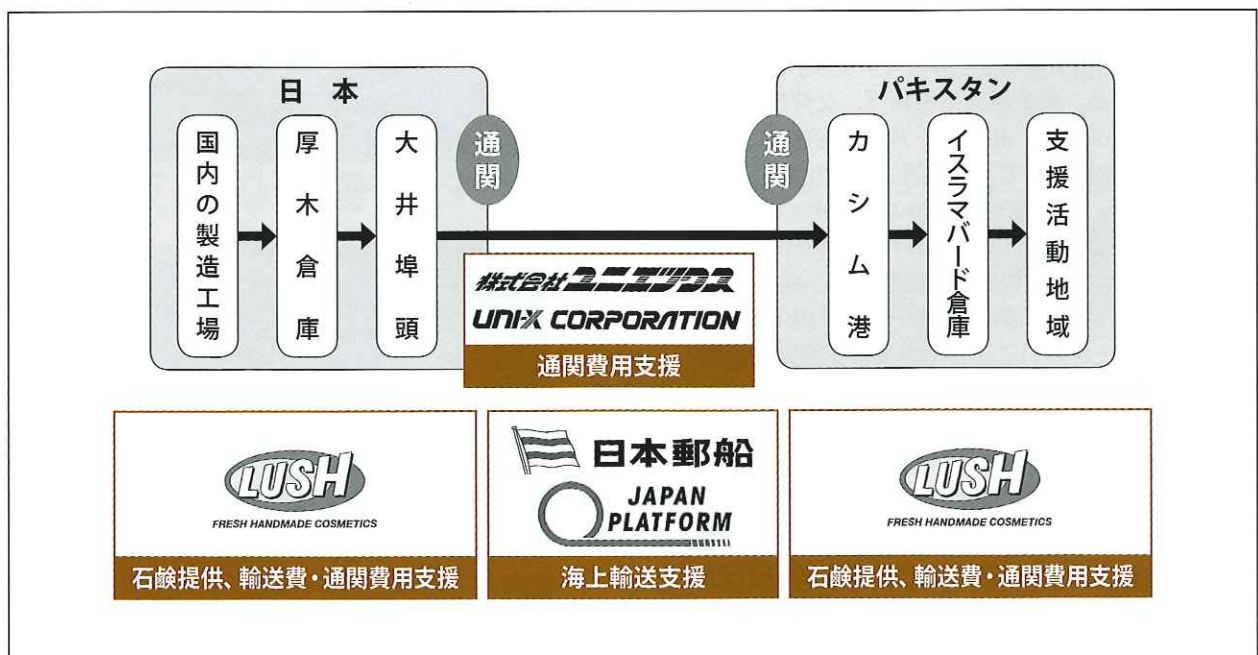 日 本
国内の製造工場
厚木倉庫
大井埠頭
通関
パキスタン
通関
カシム港
イスラマバード倉庫
支援活動地域
株式会社ユニエツクス
UNI-X CORPORATION
通関費用支援
LUSH
FRESH HANDMADE COSMETICS
石鹸提供、輸送費・通関費用支援
日本郵船
JAPAN
PLATFORM
海上輸送支援
LUSH
FRESH HANDMADE COSMETICS
石鹸提供、輸送費・通関費用支援